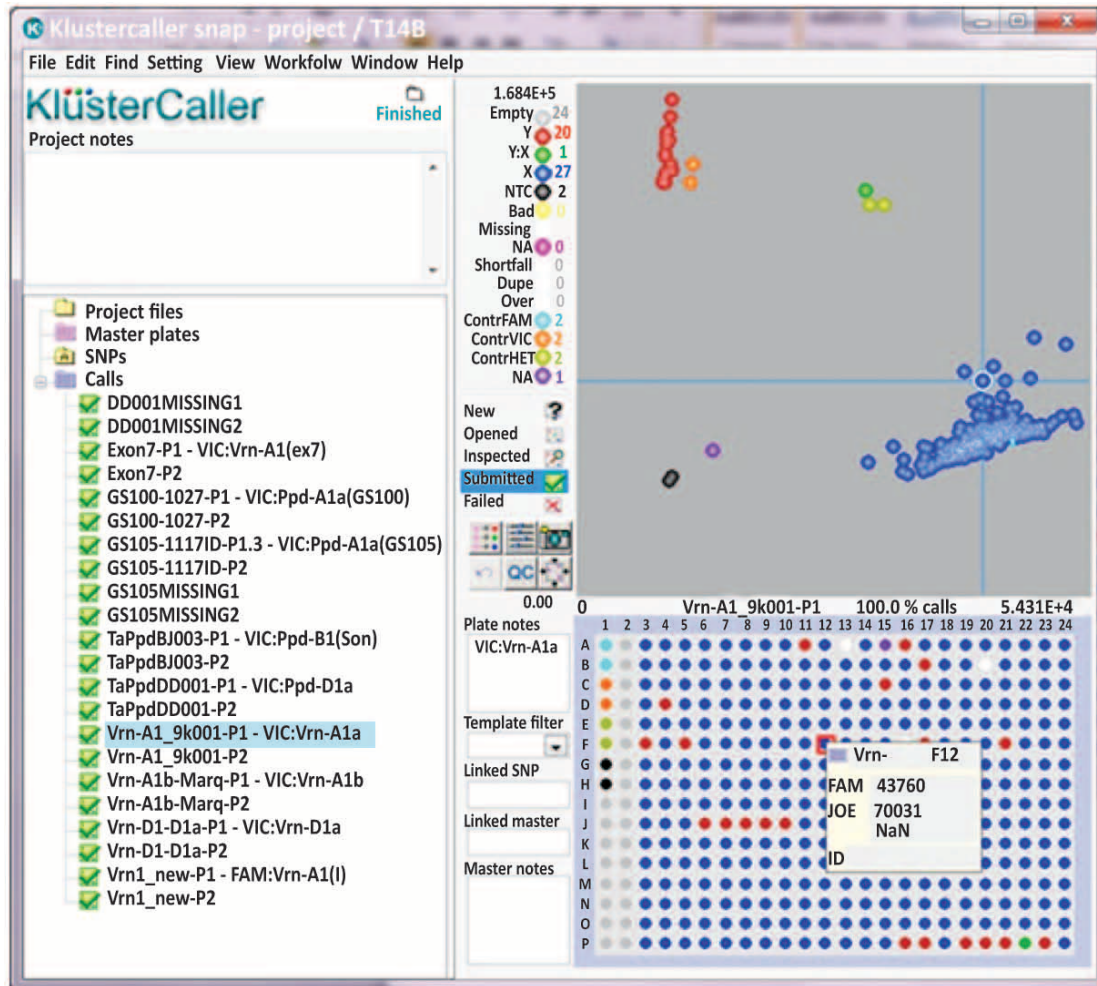 Klustercaller snap - project / T14B
File Edit Find Setting View Workfolw Window Help
KlusterCaller
Finished
Project notes
Project files
Master plates
SNPs
Calls
DD001MISSING1
DD001MISSING2
Exon7-P1 - VIC:Vrn-A1(ex7)
Exon7-P2
GS100-1027-P1 - VIC:Ppd-A1a(GS100)
GS100-1027-P2
GS105-1117ID-P1.3 - VIC:Ppd-A1a(GS105)
GS105-1117ID-P2
GS105MISSING1
GS105MISSING2
TaPpdBJ003-P1 - VIC:Ppd-B1(Son)
TaPpdBJ003-P2
TaPpdDD001-P1 - VIC:Ppd-D1a
TaPpdDD001-P2
Vrn-A1_9k001-P1 - VIC:Vrn-A1a
Vrn-A1_9k001-P2
Vrn-A1b-Marq-P1 - VIC:Vrn-A1b
Vrn-A1b-Marq-P2
Vrn-D1-D1a-P1 - VIC:Vrn-D1a
Vrn-D1-D1a-P2
Vrn1_new-P1 - FAM:Vrn-A1(I)
Vrn1_new-P2
1.684E+5
Empty 24
Y 20
Y:X 1
X 27
NTC 2
Bad 0
Missing
NA 0
Shortfall 0
Dupe 0
Over 0
ContrFAM 2
ContrVIC 2
ContrHET 2
NA 1
New ?
Opened
Inspected
Submitted
Failed
QC
0.00
0 Vrn-A1_9k001-P1 100.0 % calls 5.431E+4
Plate notes
VIC:Vrn-A1a
Template filter
Linked SNP
Linked master
Master notes
1 2 3 4 5 6 7 8 9 10 11 12 13 14 15 16 17 18 19 20 21 22 23 24
A
B
C
D
E
F
G
H
I
J
K
L
M
N
O
P
Vrn- F12
FAM 43760
JOE 70031
NaN
ID